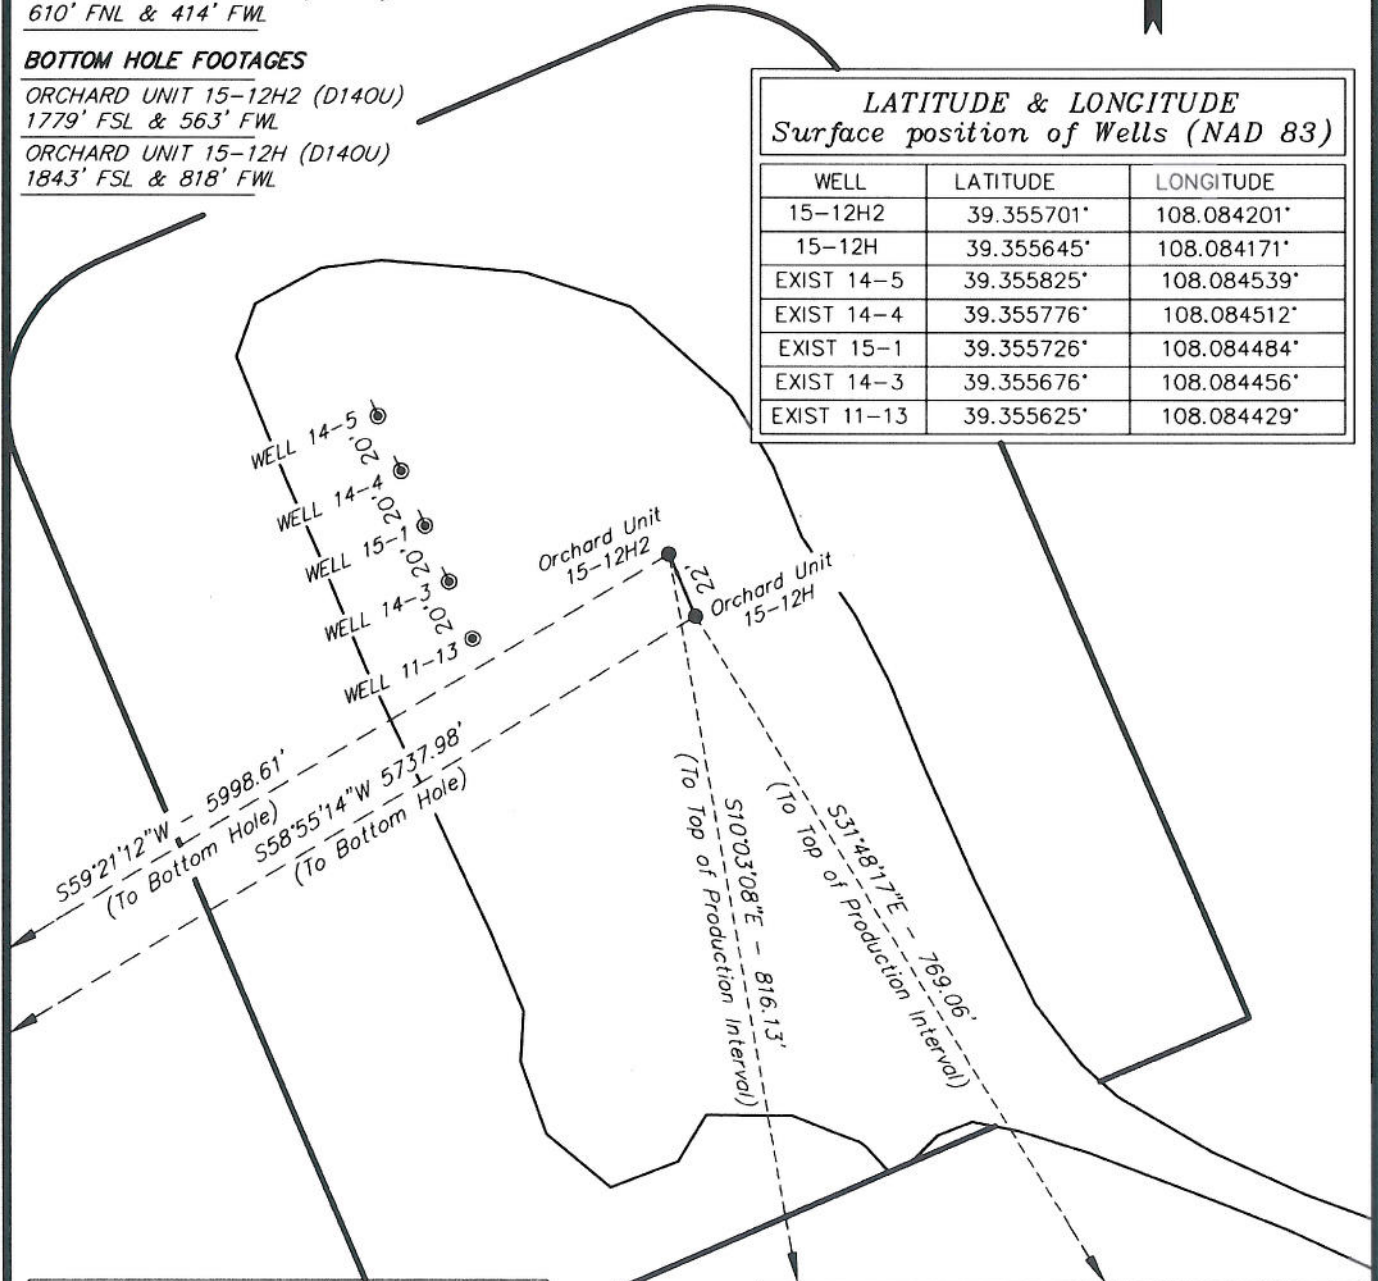 610' FNL & 414' FWL
BOTTOM HOLE FOOTAGES
ORCHARD UNIT 15-12H2 (D14OU)
1779' FSL & 563' FWL
ORCHARD UNIT 15-12H (D14OU)
1843' FSL & 818' FWL
LATITUDE & LONGITUDE
Surface position of Wells (NAD 83)
WELL LATITUDE LONGITUDE
15-12H2 39.355701° 108.084201°
15-12H 39.355645° 108.084171°
EXIST 14-5 39.355825° 108.084539°
EXIST 14-4 39.355776° 108.084512°
EXIST 15-1 39.355726° 108.084484°
EXIST 14-3 39.355676° 108.084456°
EXIST 11-13 39.355625° 108.084429°
WELL 14-5
20'
WELL 14-4
20'
WELL 15-1
20'
WELL 14-3
20'
WELL 11-13
Orchard Unit
15-12H2
22'
Orchard Unit
15-12H
S59°21'12"W - 5998.61'
(To Bottom Hole)
S58°55'14"W 5737.98'
(To Bottom Hole)
S10°03'08"E - 816.13'
(To Top of Production Interval)
S31°48'17"E - 769.06'
(To Top of Production Interval)